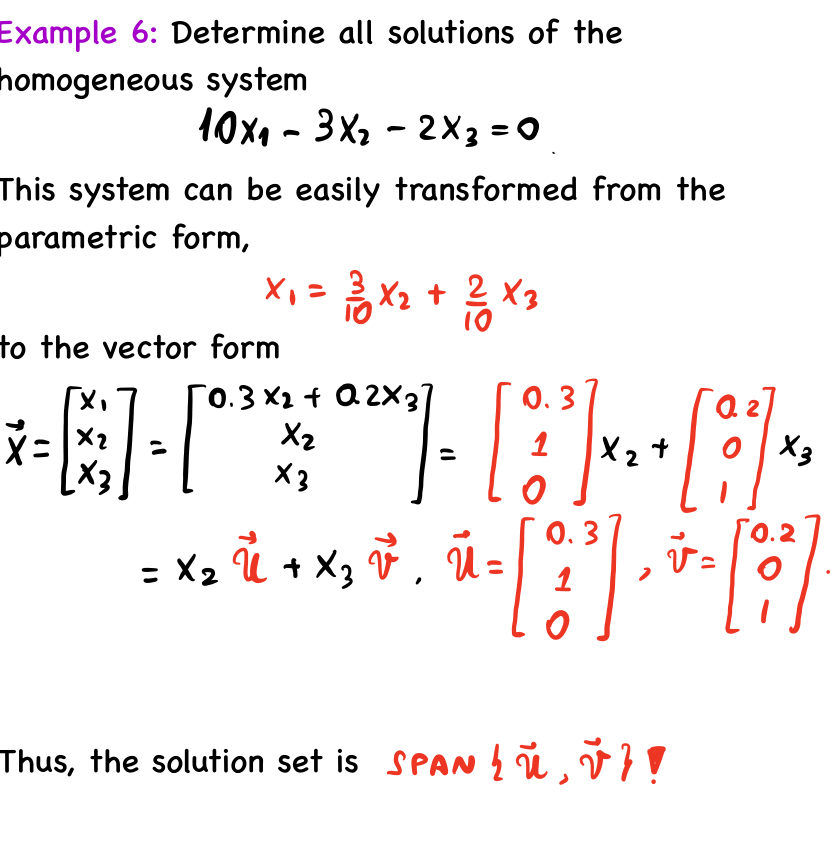 Example 6: Determine all solutions of the
homogeneous system
10x₁ - 3x₂ - 2x₃ = 0
This system can be easily transformed from the
parametric form,
x₁ = 3/10 x₂ + 2/10 x₃
to the vector form
x⃗ = [x₁ x₂ x₃] = [0.3x₂ + 0.2x₃ x₂ x₃] = [0.3 1 0] x₂ + [0.2 0 1] x₃
= x₂ u⃗ + x₃ v⃗ , u⃗ = [0.3 1 0] , v⃗ = [0.2 0 1] .
Thus, the solution set is SPAN { u⃗ , v⃗ } !